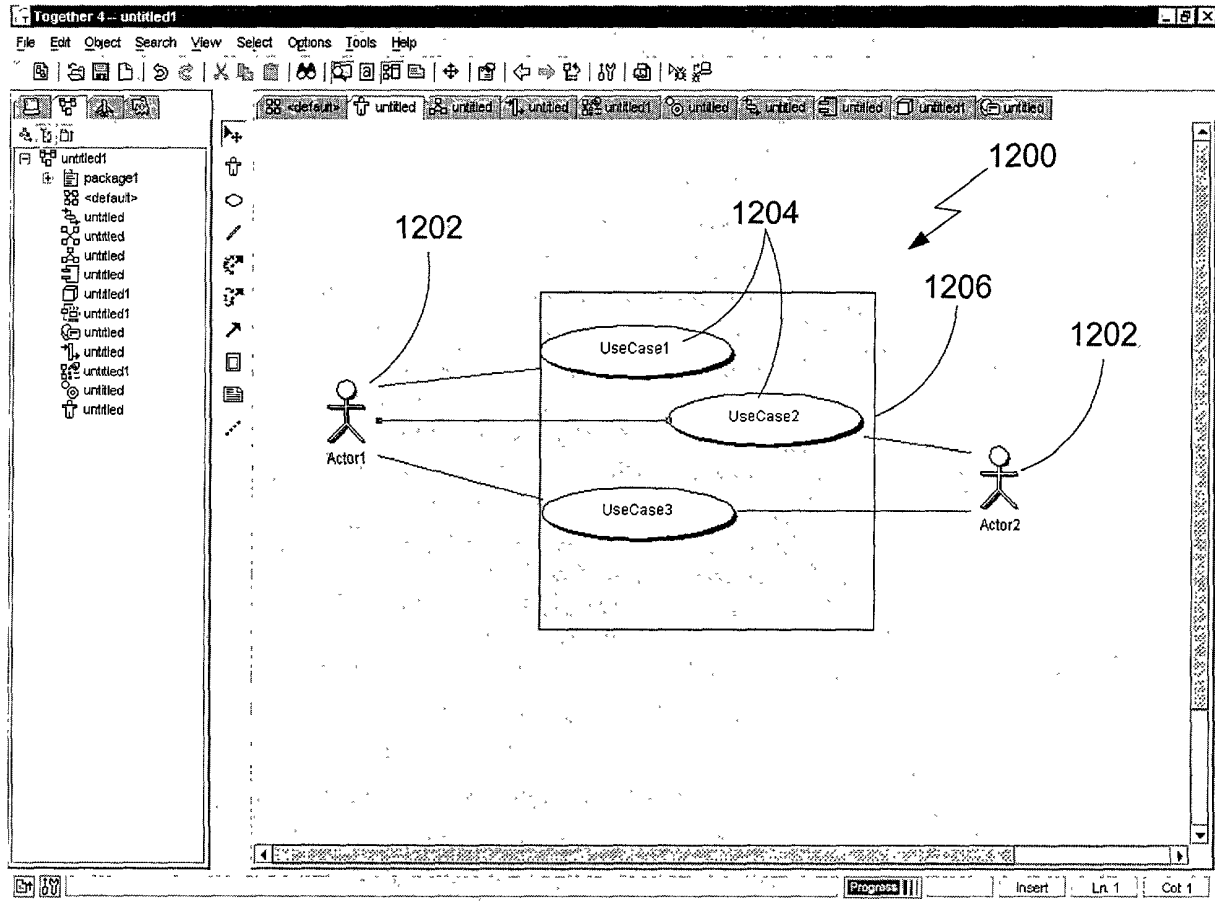 Together 4 -- untitled1
File Edit Object Search View Select Options Tools Help
<default> untitled untitled untitled untitled1 untitled untitled untitled untitled1 untitled
untitled1
package1
<default>
untitled
untitled
untitled
untitled
untitled1
untitled1
untitled
untitled
untitled1
untitled
untitled
1200
1204
1202
1206
1202
UseCase1
UseCase2
UseCase3
Actor1
Actor2
Progress Insert Ln. 1 Col 1